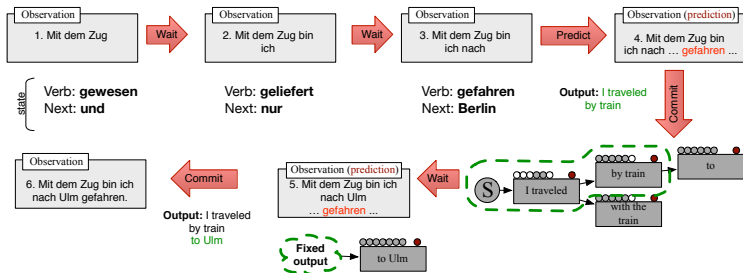 Observation
1. Mit dem Zug
Wait
Observation
2. Mit dem Zug bin
ich
Wait
Observation
3. Mit dem Zug bin
ich nach
Predict
Observation (prediction)
4. Mit dem Zug bin
ich nach ... gefahren ...
state
Verb: gewesen
Next: und
Verb: geliefert
Next: nur
Verb: gefahren
Next: Berlin
Output: I traveled
by train
Commit
S
I traveled
by train
with the
train
to
Wait
Observation (prediction)
5. Mit dem Zug bin ich
nach Ulm
... gefahren ...
Fixed
output
to Ulm
Commit
Output: I traveled
by train
to Ulm
Observation
6. Mit dem Zug bin ich
nach Ulm gefahren.